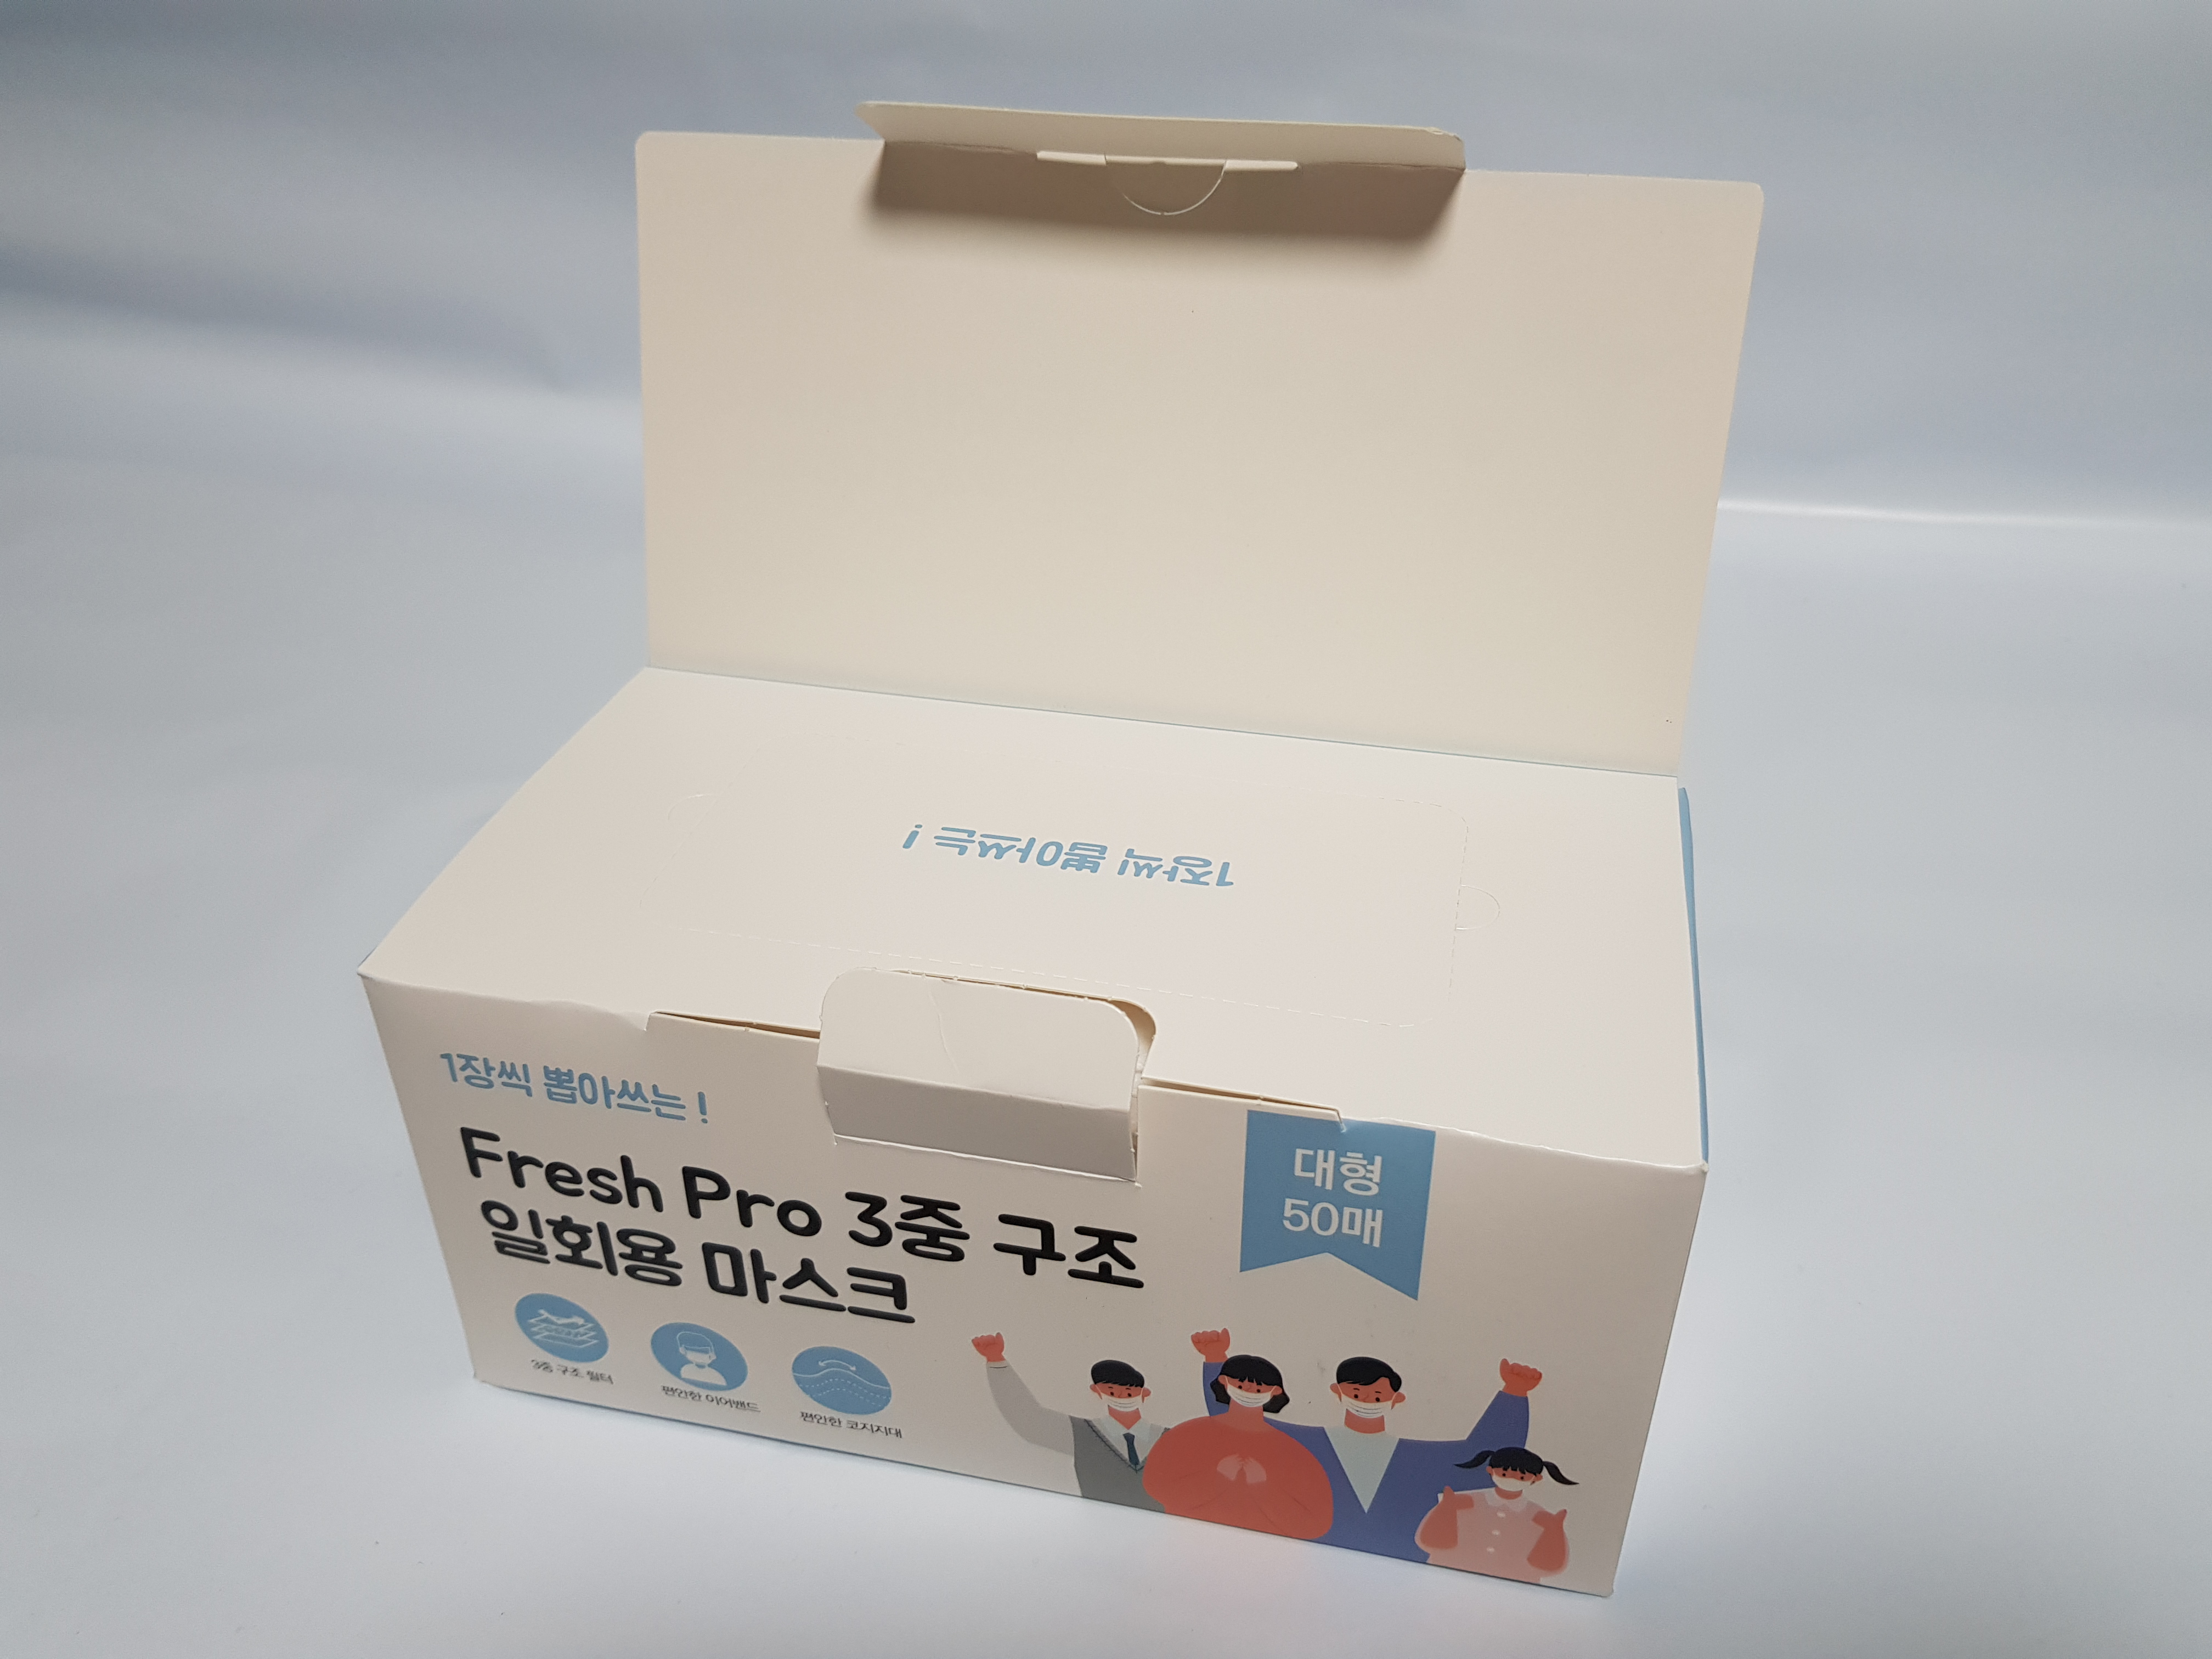 1장씩 뽑아쓰는!
1장씩 뽑아쓰는!
Fresh Pro 3중 구조
일회용 마스크
대형
50매
3중 구조 필터
편안한 이어밴드
편안한 코지지대